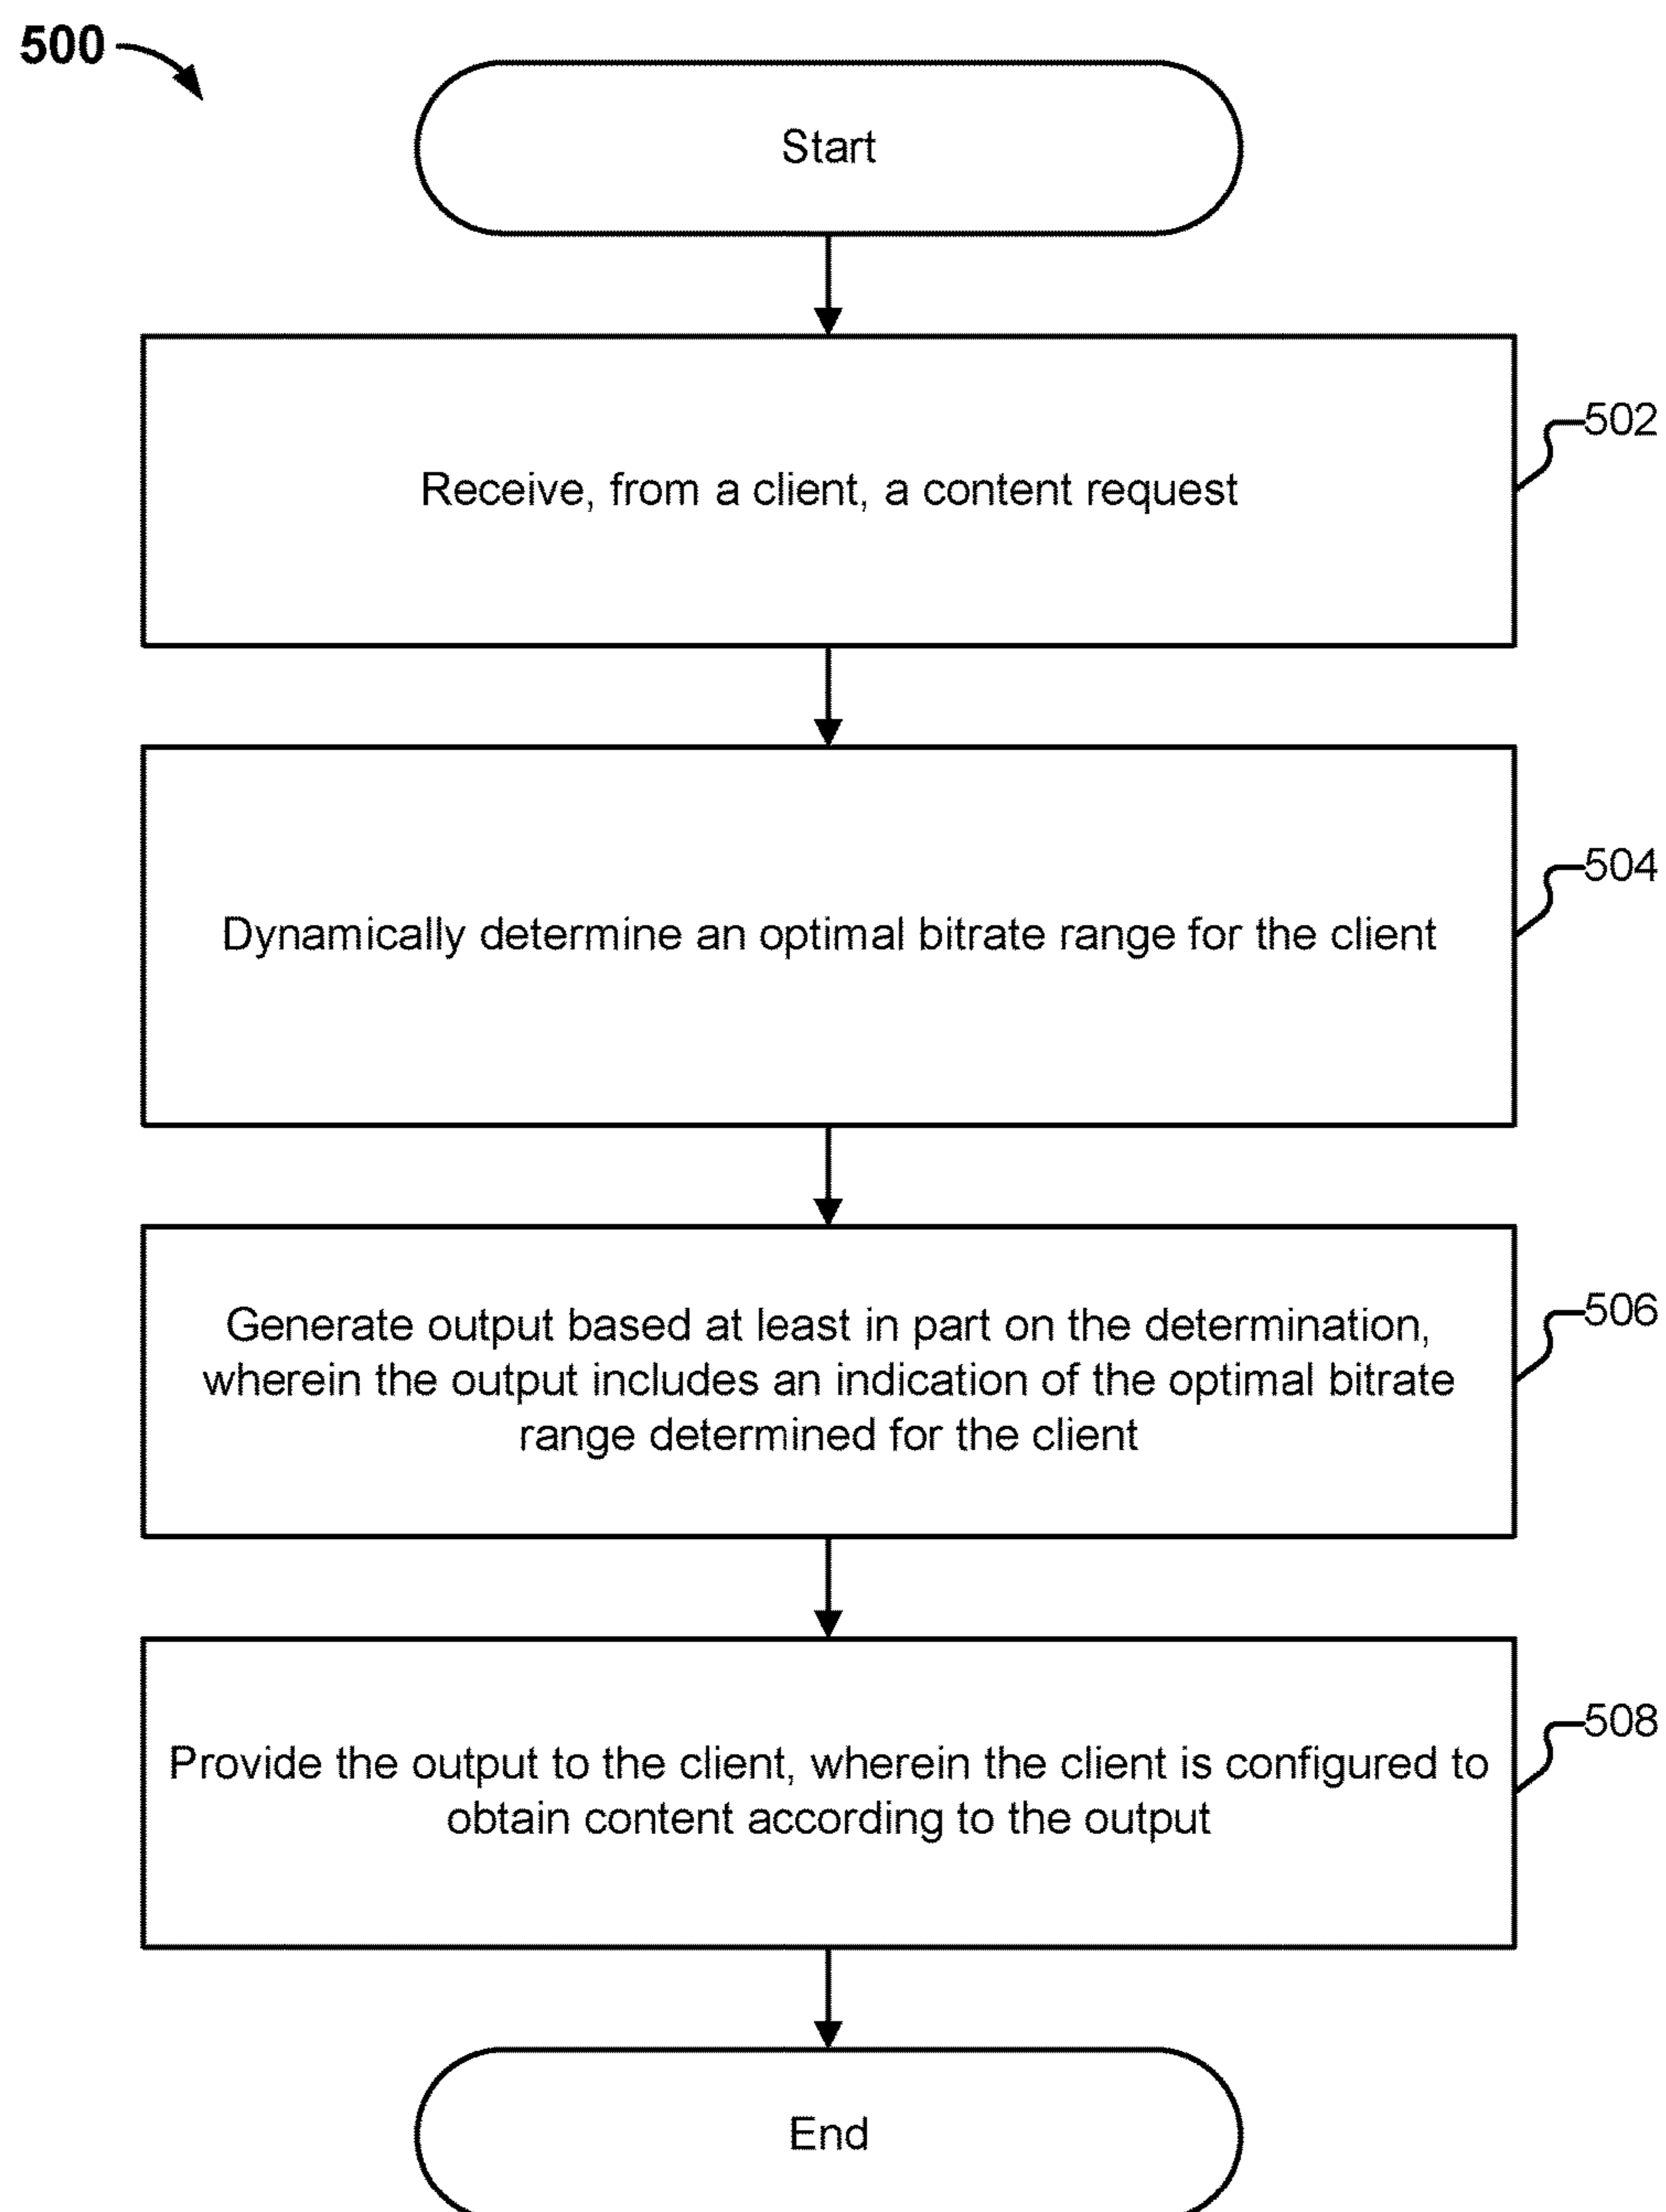 500
Start
Receive, from a client, a content request
502
Dynamically determine an optimal bitrate range for the client
504
Generate output based at least in part on the determination,
wherein the output includes an indication of the optimal bitrate
range determined for the client
506
Provide the output to the client, wherein the client is configured to
obtain content according to the output
508
End